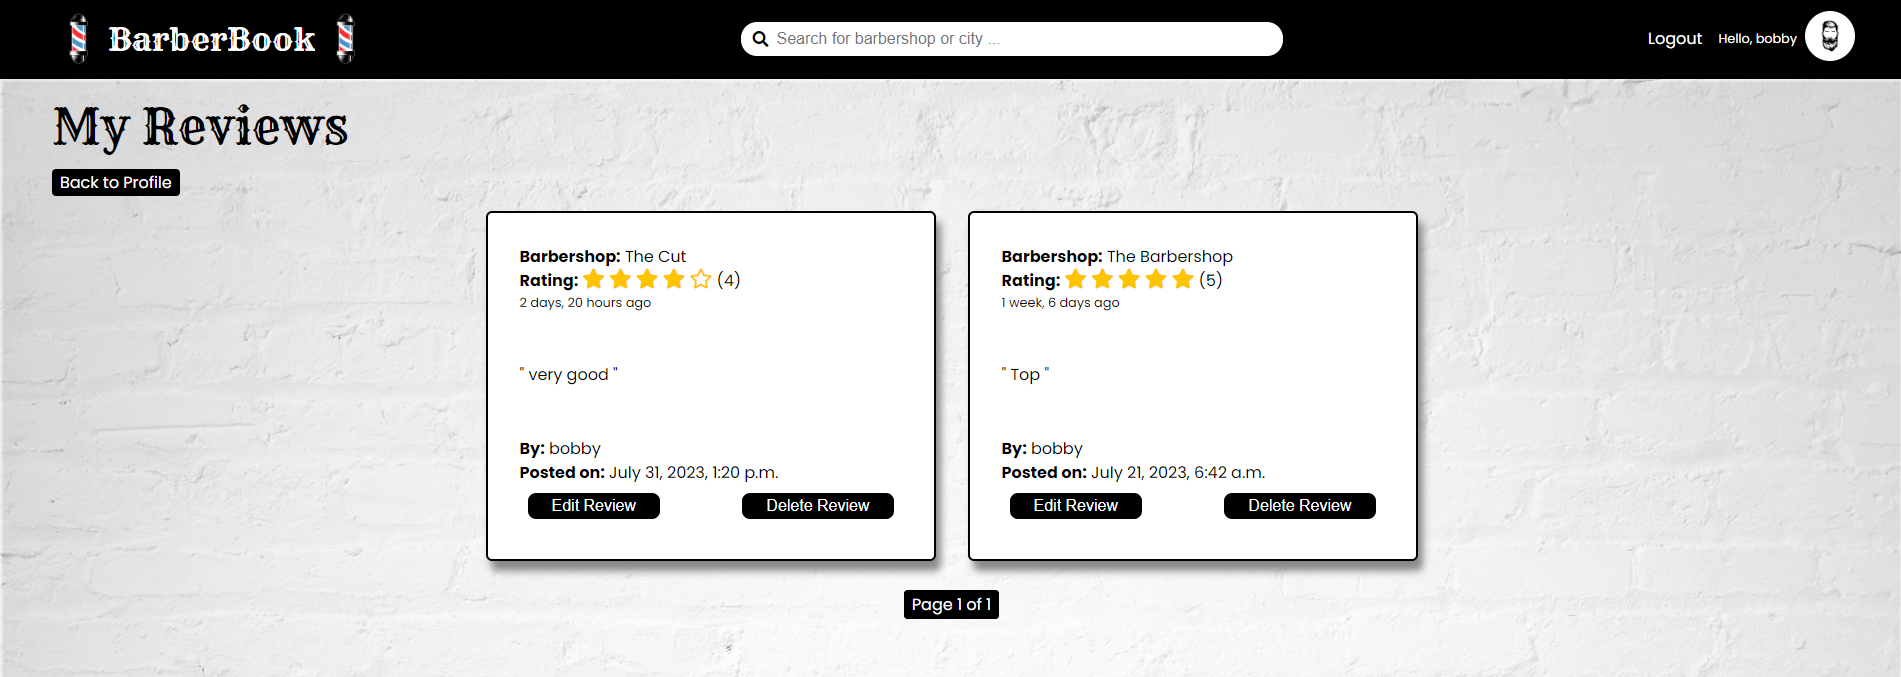 BarberBook
Search for barbershop or city ...
Logout
Hello, bobby
My Reviews
Back to Profile
Barbershop: The Cut
Rating: (4)
2 days, 20 hours ago
" very good "
By: bobby
Posted on: July 31, 2023, 1:20 p.m.
Edit Review
Delete Review
Barbershop: The Barbershop
Rating: (5)
1 week, 6 days ago
" Top "
By: bobby
Posted on: July 21, 2023, 6:42 a.m.
Edit Review
Delete Review
Page 1 of 1